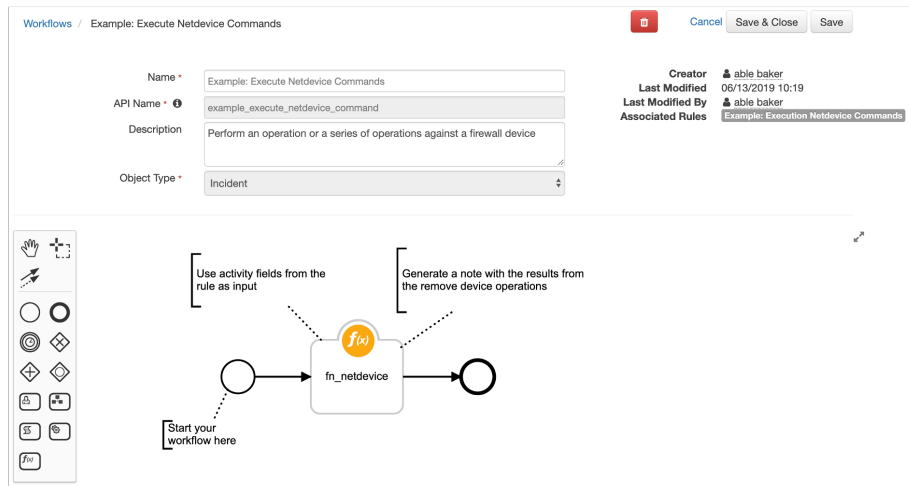 Workflows / Example: Execute Netdevice Commands
Cancel Save & Close Save
Name *
Example: Execute Netdevice Commands
API Name *
example_execute_netdevice_command
Description
Perform an operation or a series of operations against a firewall device
Object Type *
Incident
Creator able baker
Last Modified 06/13/2019 10:19
Last Modified By able baker
Associated Rules Example: Execution Netdevice Commands
Use activity fields from the
rule as input
Generate a note with the results from
the remove device operations
f(x)
fn_netdevice
Start your
workflow here
f(x)